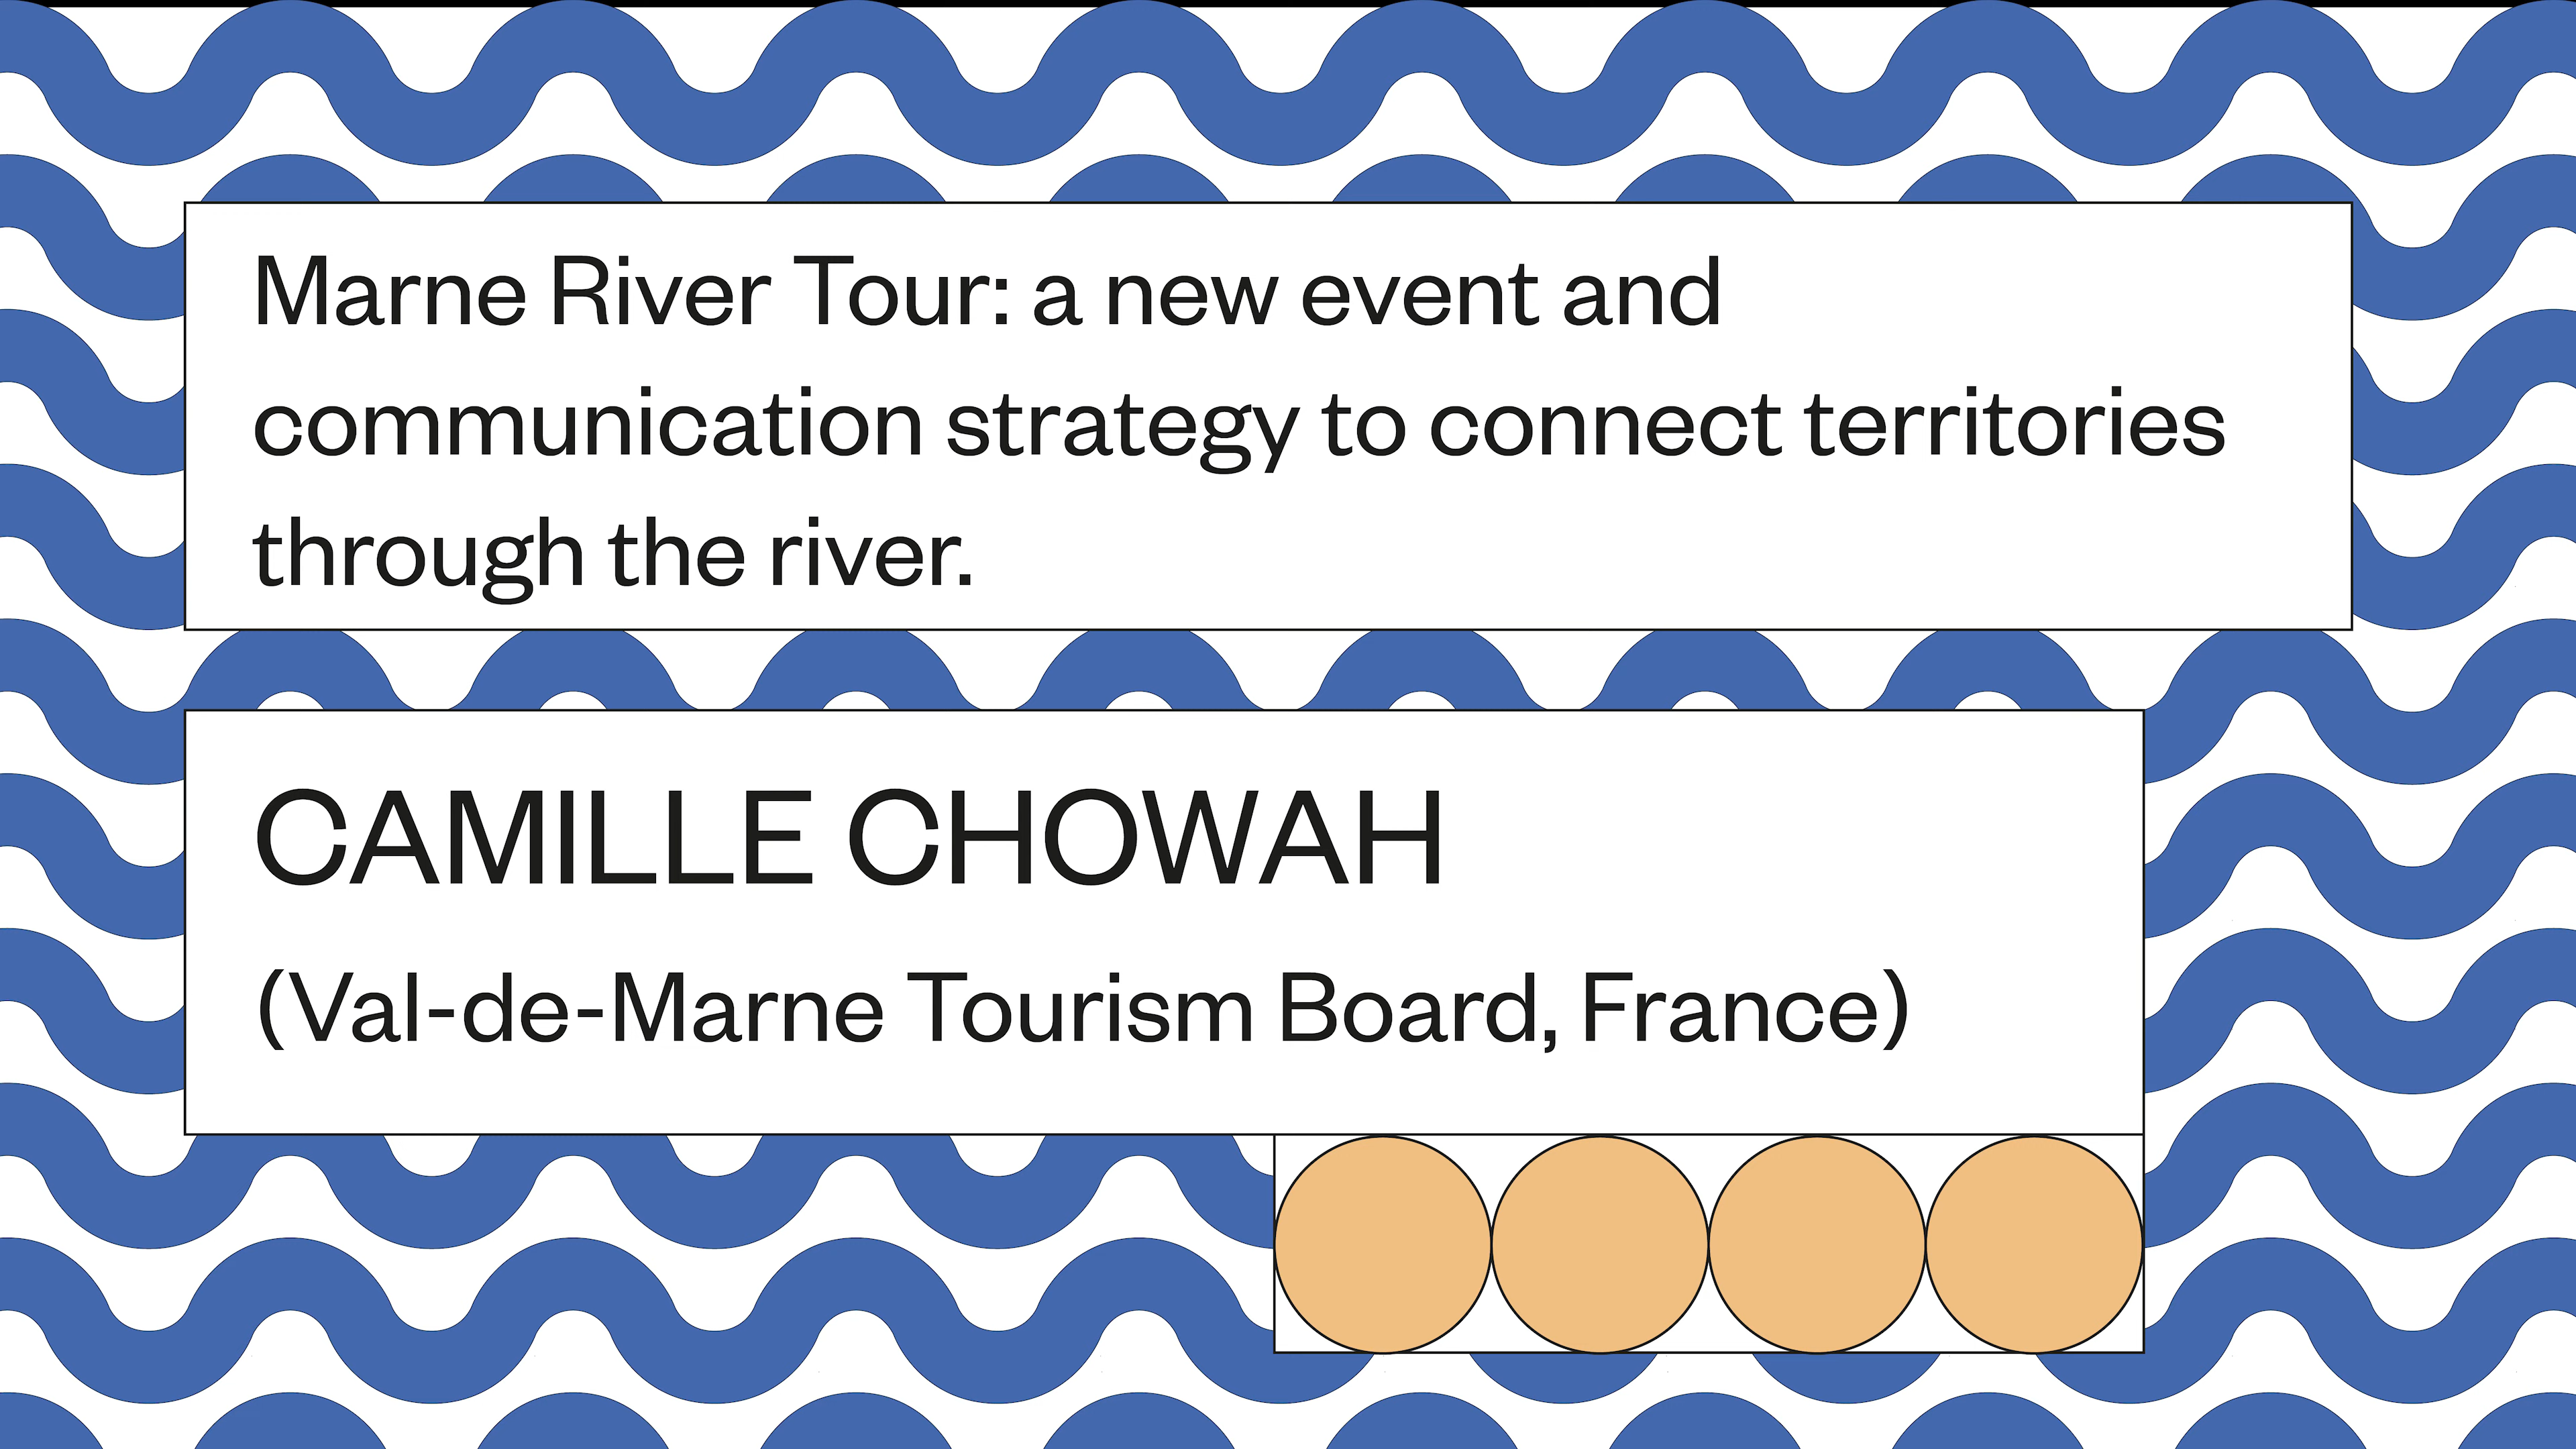 Marne River Tour: a new event and
communication strategy to connect territories
through the river.
CAMILLE CHOWAH
(Val-de-Marne Tourism Board, France)